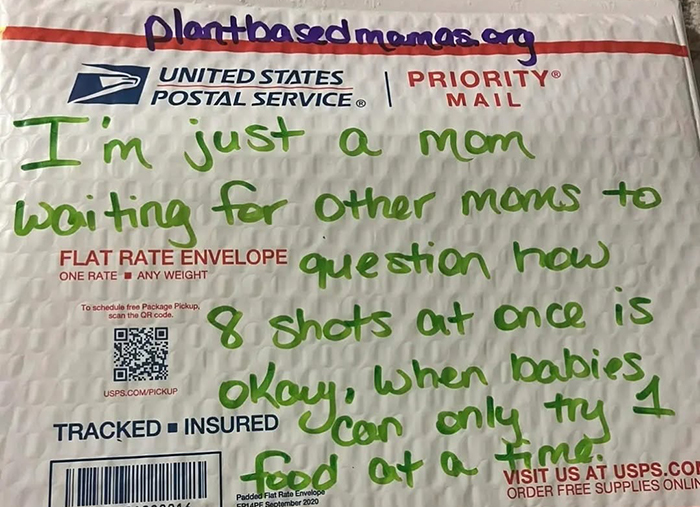 plantbasedmamas.org
UNITED STATES
POSTAL SERVICE®
PRIORITY®
MAIL
I'm just a mom
waiting for other moms to
FLAT RATE ENVELOPE
ONE RATE ■ ANY WEIGHT
question how
To schedule free Package Pickup,
scan the QR code.
8 shots at once is
USPS.COM/PICKUP
okay, when babies
TRACKED ■ INSURED
can only try 1
food at a time.
VISIT US AT USPS.CO
ORDER FREE SUPPLIES ONLIN
Padded Flat Rate Envelope
EP14PE September 2020